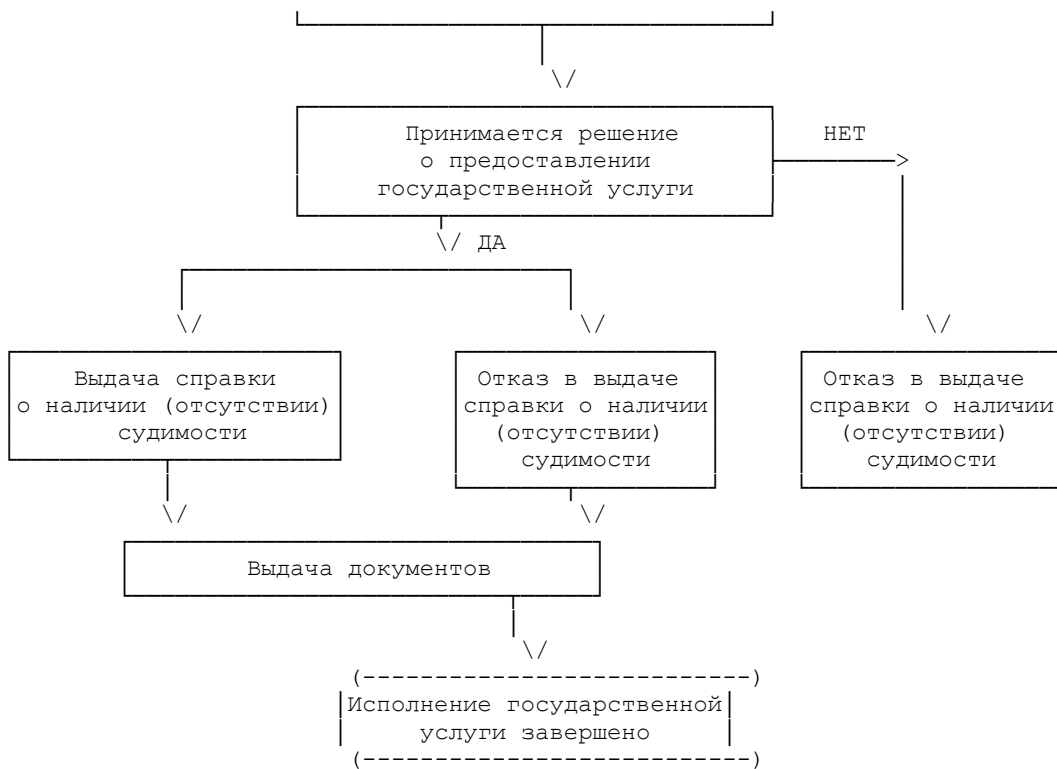 Принимается решение
о предоставлении
государственной услуги
НЕТ
ДА
Выдача справки
о наличии (отсутствии)
судимости
Отказ в выдаче
справки о наличии
(отсутствии)
судимости
Отказ в выдаче
справки о наличии
(отсутствии)
судимости
Выдача документов
Исполнение государственной
услуги завершено